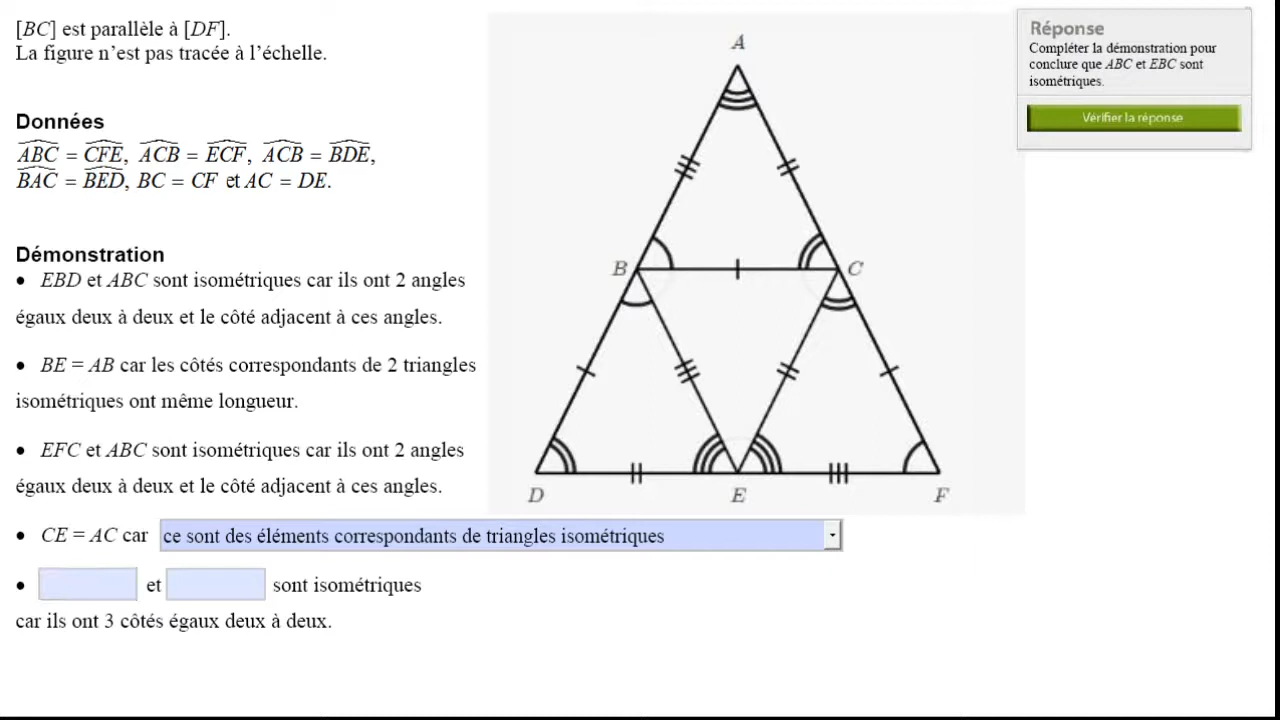 [BC] est parallèle à [DF].
La figure n’est pas tracée à l’échelle.
Réponse
Compléter la démonstration pour
conclure que ABC et EBC sont
isométriques.
Vérifier la réponse
Données
ABC = CFE, ACB = ECF, ACB = BDE,
BAC = BED, BC = CF et AC = DE.
Démonstration
• EBD et ABC sont isométriques car ils ont 2 angles
égaux deux à deux et le côté adjacent à ces angles.
• BE = AB car les côtés correspondants de 2 triangles
isométriques ont même longueur.
• EFC et ABC sont isométriques car ils ont 2 angles
égaux deux à deux et le côté adjacent à ces angles.
• CE = AC car ce sont des éléments correspondants de triangles isométriques
• et sont isométriques
car ils ont 3 côtés égaux deux à deux.
A
B
C
D
E
F